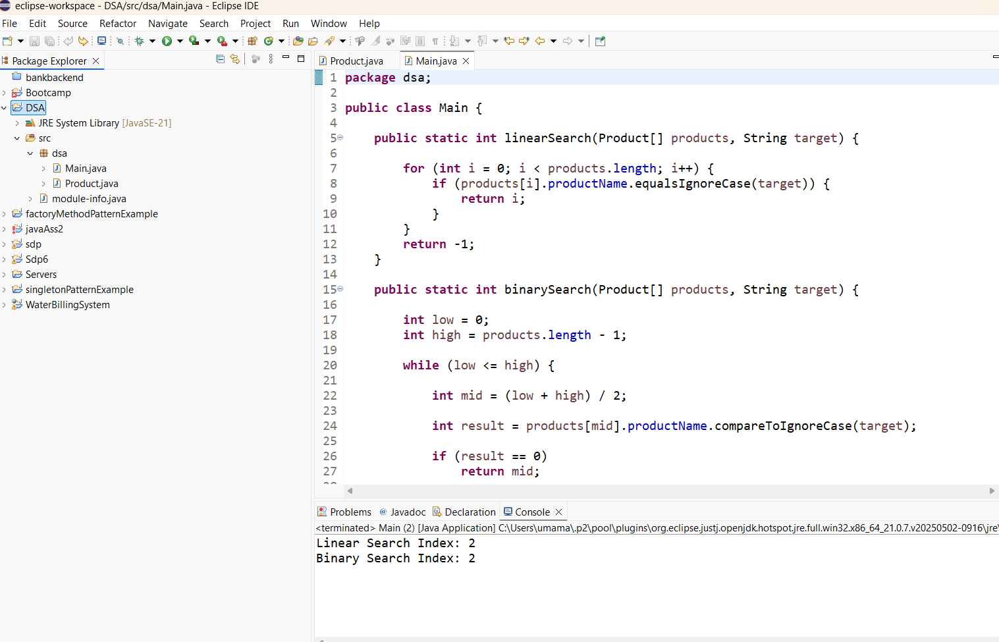 eclipse-workspace - DSA/src/dsa/Main.java - Eclipse IDE
File Edit Source Refactor Navigate Search Project Run Window Help
Package Explorer
bankbackend
Bootcamp
DSA
JRE System Library [JavaSE-21]
src
dsa
Main.java
Product.java
module-info.java
factoryMethodPatternExample
javaAss2
sdp
Sdp6
Servers
singletonPatternExample
WaterBillingSystem
Product.java Main.java
1 package dsa;
2
3 public class Main {
4
5 public static int linearSearch(Product[] products, String target) {
6
7 for (int i = 0; i < products.length; i++) {
8 if (products[i].productName.equalsIgnoreCase(target)) {
9 return i;
10 }
11 }
12 return -1;
13 }
14
15 public static int binarySearch(Product[] products, String target) {
16
17 int low = 0;
18 int high = products.length - 1;
19
20 while (low <= high) {
21
22 int mid = (low + high) / 2;
23
24 int result = products[mid].productName.compareToIgnoreCase(target);
25
26 if (result == 0)
27 return mid;
Problems Javadoc Declaration Console
<terminated> Main (2) [Java Application] C:\Users\umama\.p2\pool\plugins\org.eclipse.justj.openjdk.hotspot.jre.full.win32.x86_64_21.0.7.v20250502-0916\jre\
Linear Search Index: 2
Binary Search Index: 2